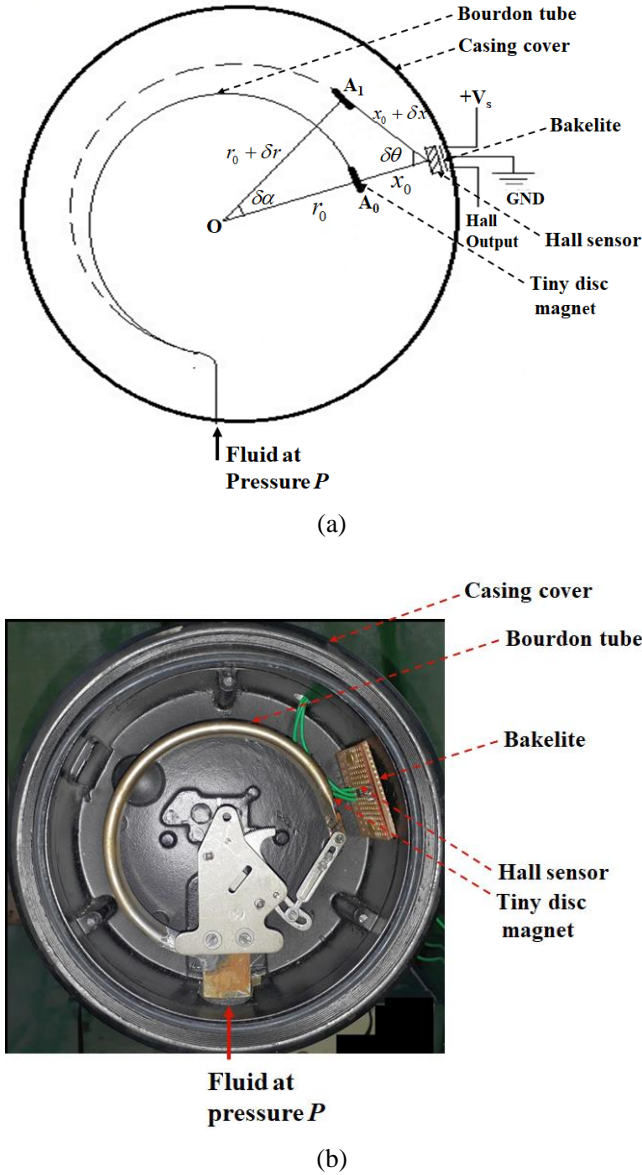 Bourdon tube
Casing cover
A₁
x₀ + δx
+Vₛ
Bakelite
r₀ + δr
δθ
x₀
GND
δα
r₀
A₀
O
Hall
Output
Hall sensor
Tiny disc
magnet
Fluid at
Pressure P
(a)
Casing cover
Bourdon tube
Bakelite
Hall sensor
Tiny disc
magnet
Fluid at
pressure P
(b)